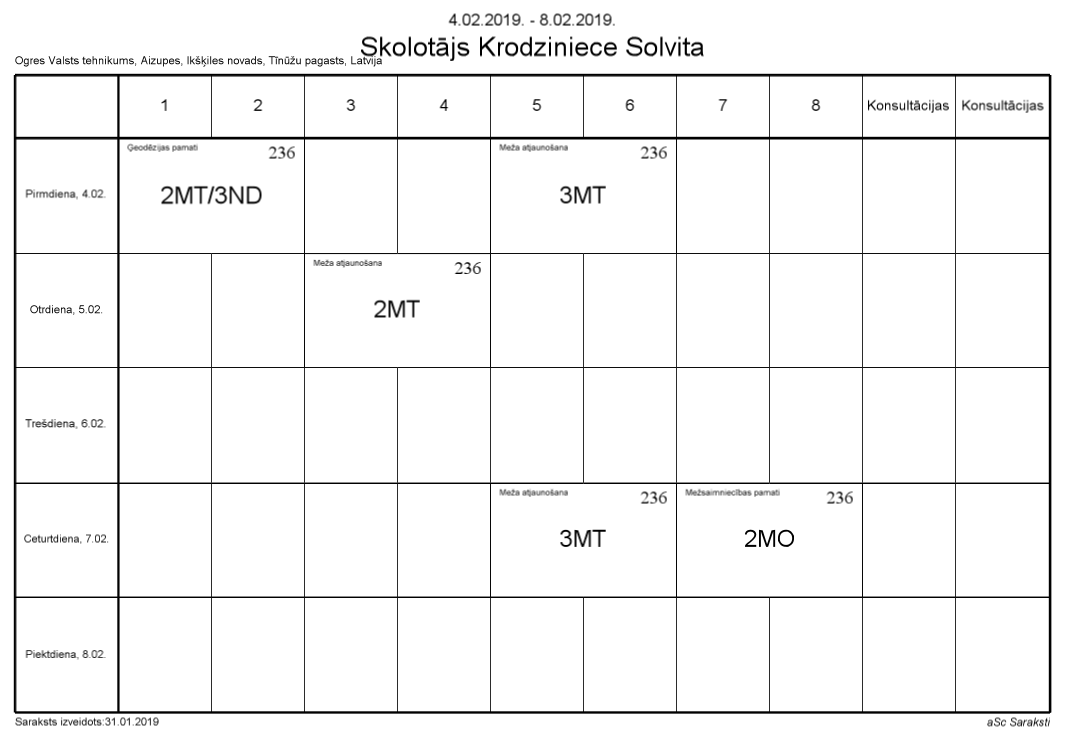 4.02.2019. - 8.02.2019.
Skolotājs Krodziniece Solvita
Ogres Valsts tehnikums, Aizupes, Ikšķiles novads, Tīnūžu pagasts, Latvija
1 2 3 4 5 6 7 8 Konsultācijas Konsultācijas
Ģeodēzijas pamati 236 Meža atjaunošana 236
Pirmdiena, 4.02. 2MT/3ND 3MT
Meža atjaunošana 236
Otrdiena, 5.02. 2MT
Trešdiena, 6.02.
Meža atjaunošana 236 Mežsaimniecības pamati 236
Ceturtdiena, 7.02. 3MT 2MO
Piektdiena, 8.02.
Saraksts izveidots:31.01.2019 aSc Saraksti